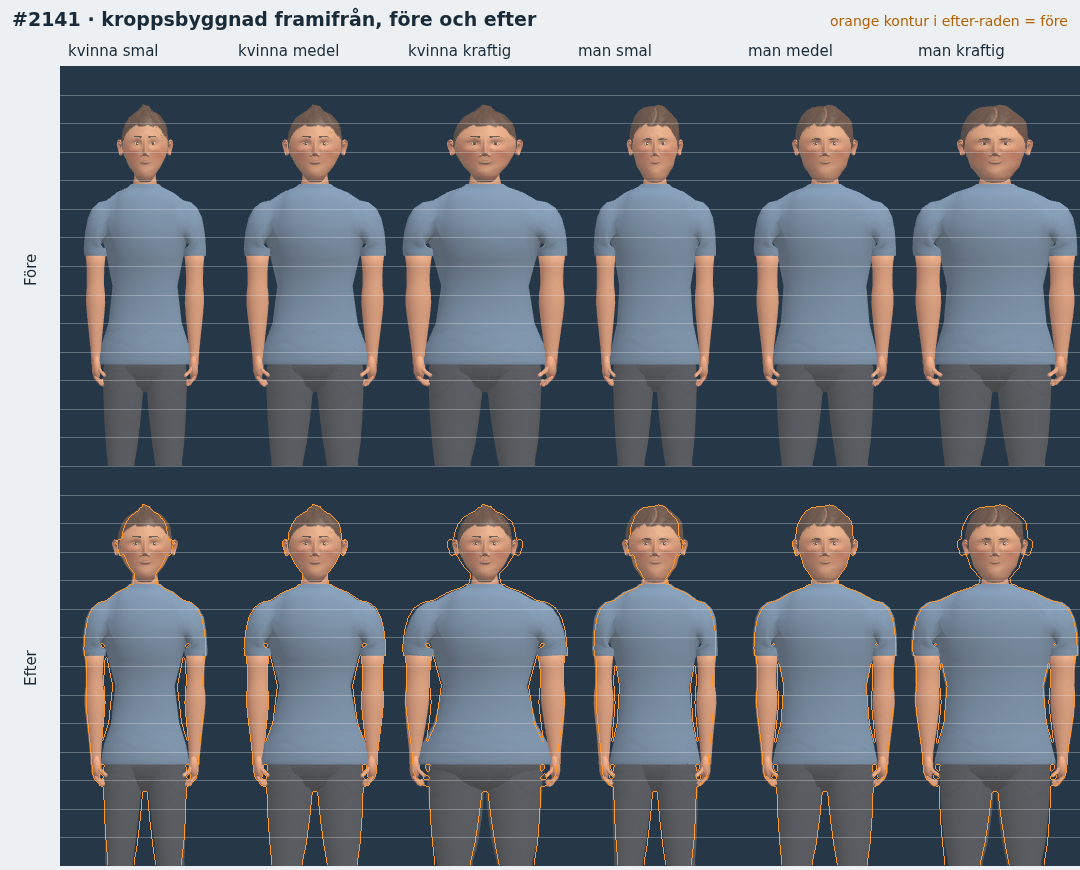 #2141 · kroppsbyggnad framifrån, före och efter
orange kontur i efter-raden = före
kvinna smal
kvinna medel
kvinna kraftig
man smal
man medel
man kraftig
Före
Efter